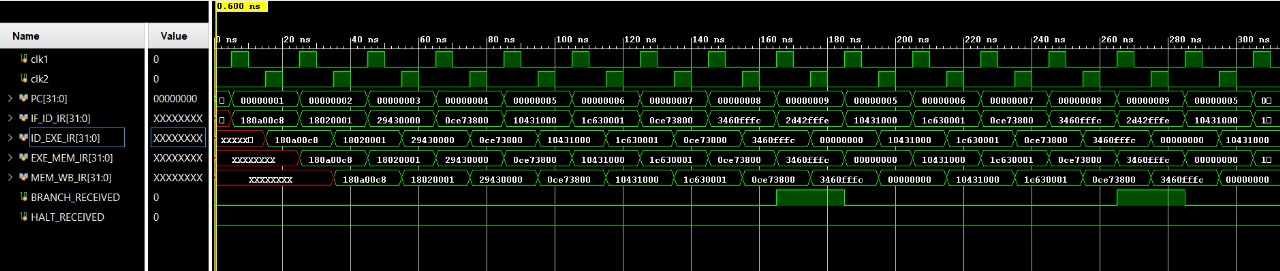 0.600 ns
Name Value
0 ns 20 ns 40 ns 60 ns 80 ns 100 ns 120 ns 140 ns 160 ns 180 ns 200 ns 220 ns 240 ns 260 ns 280 ns 300 ns
clk1 0
clk2 0
PC[31:0] 00000000 00000001 00000002 00000003 00000004 00000005 00000006 00000007 00000008 00000009 00000005 00000006 00000007 00000008 00000009 00000005 0
IF_ID_IR[31:0] XXXXXXXX 180a00c8 18020001 29430000 0ce73800 10431000 1c630001 0ce73800 3460fffc 2d42fffe 10431000 1c630001 0ce73800 3460fffc 2d42fffe 10431000 1
ID_EXE_IR[31:0] XXXXXXXX XXXXX 180a00c8 18020001 29430000 0ce73800 10431000 1c630001 0ce73800 3460fffc 00000000 10431000 1c630001 0ce73800 3460fffc 00000000 10431000
EXE_MEM_IR[31:0] XXXXXXXX XXXXXXXX 180a00c8 18020001 29430000 0ce73800 10431000 1c630001 0ce73800 3460fffc 00000000 10431000 1c630001 0ce73800 3460fffc 00000000 1
MEM_WB_IR[31:0] XXXXXXXX XXXXXXXX 180a00c8 18020001 29430000 0ce73800 10431000 1c630001 0ce73800 3460fffc 00000000 10431000 1c630001 0ce73800 3460fffc 00000000
BRANCH_RECEIVED 0
HALT_RECEIVED 0